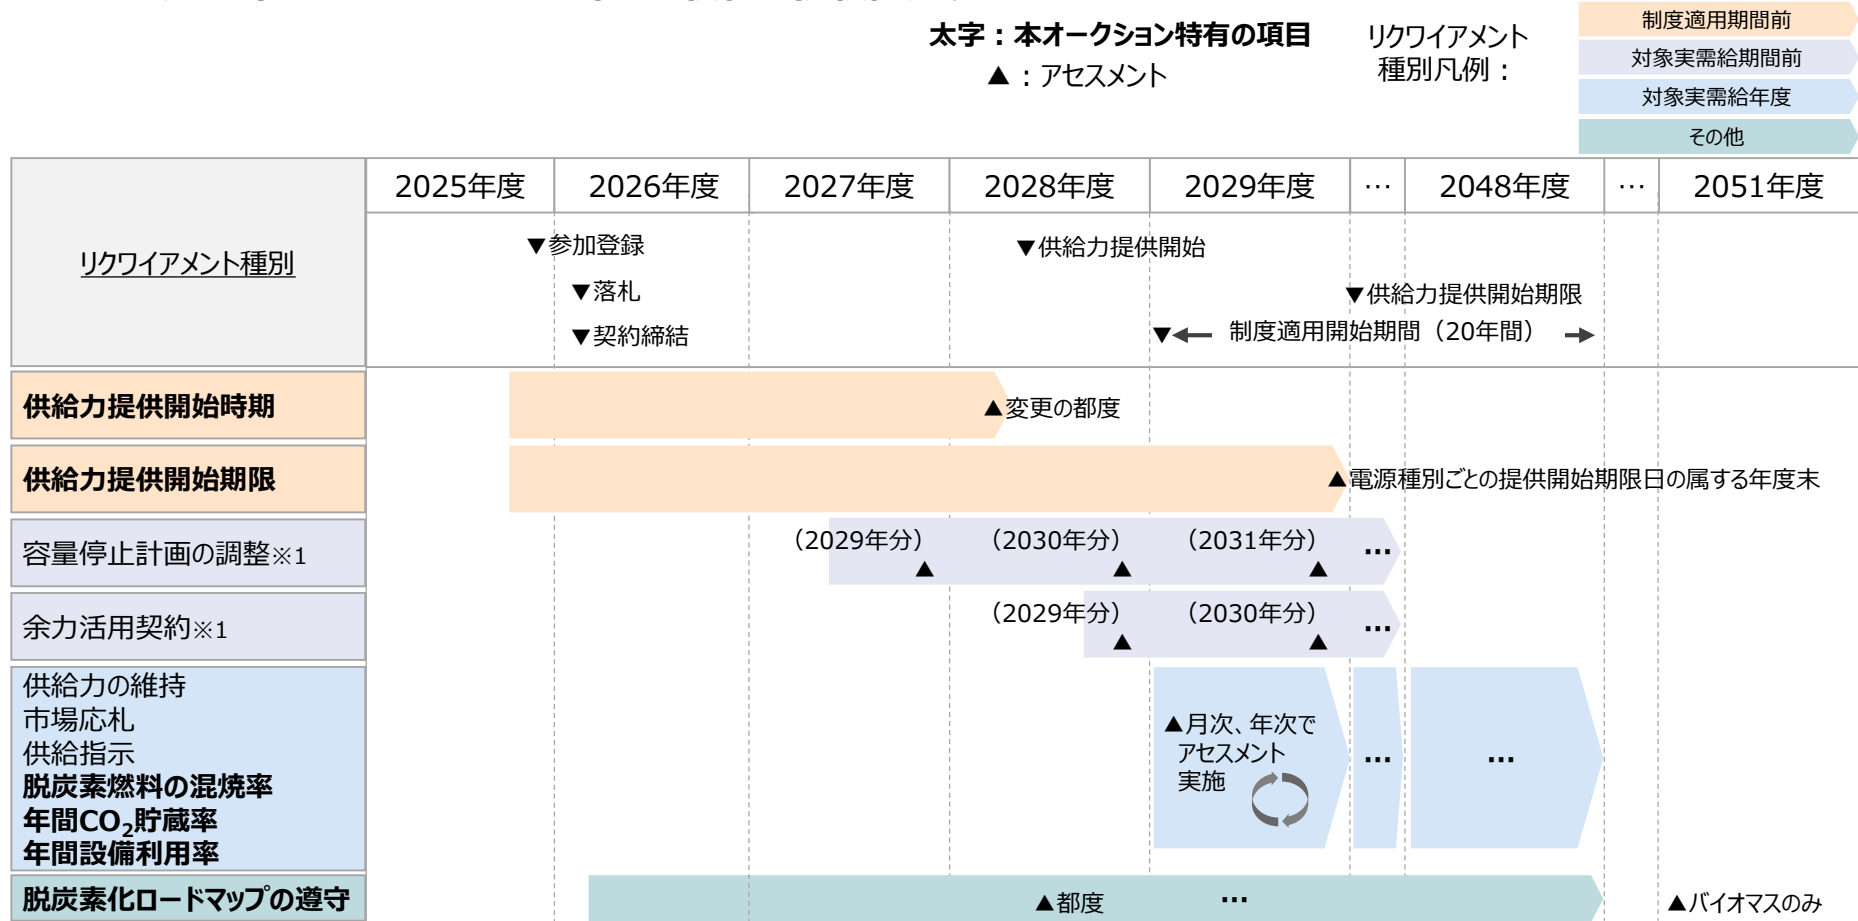 太字：本オークション特有の項目
▲：アセスメント
リクワイアメント
種別凡例：
制度適用期間前
対象実需給期間前
対象実需給年度
その他
リクワイアメント種別
2025年度
2026年度
2027年度
2028年度
2029年度
…
2048年度
…
2051年度
▼参加登録
▼供給力提供開始
▼落札
▼供給力提供開始期限
▼契約締結
▼← 制度適用開始期間（20年間） →
供給力提供開始時期
▲変更の都度
供給力提供開始期限
▲電源種別ごとの提供開始期限日の属する年度末
容量停止計画の調整※1
（2029年分）
▲
（2030年分）
▲
（2031年分）
▲
…
余力活用契約※1
（2029年分）
▲
（2030年分）
▲
…
供給力の維持
市場応札
供給指示
脱炭素燃料の混焼率
年間CO2貯蔵率
年間設備利用率
▲月次、年次で
アセスメント
実施
…
…
脱炭素化ロードマップの遵守
▲都度
…
▲バイオマスのみ